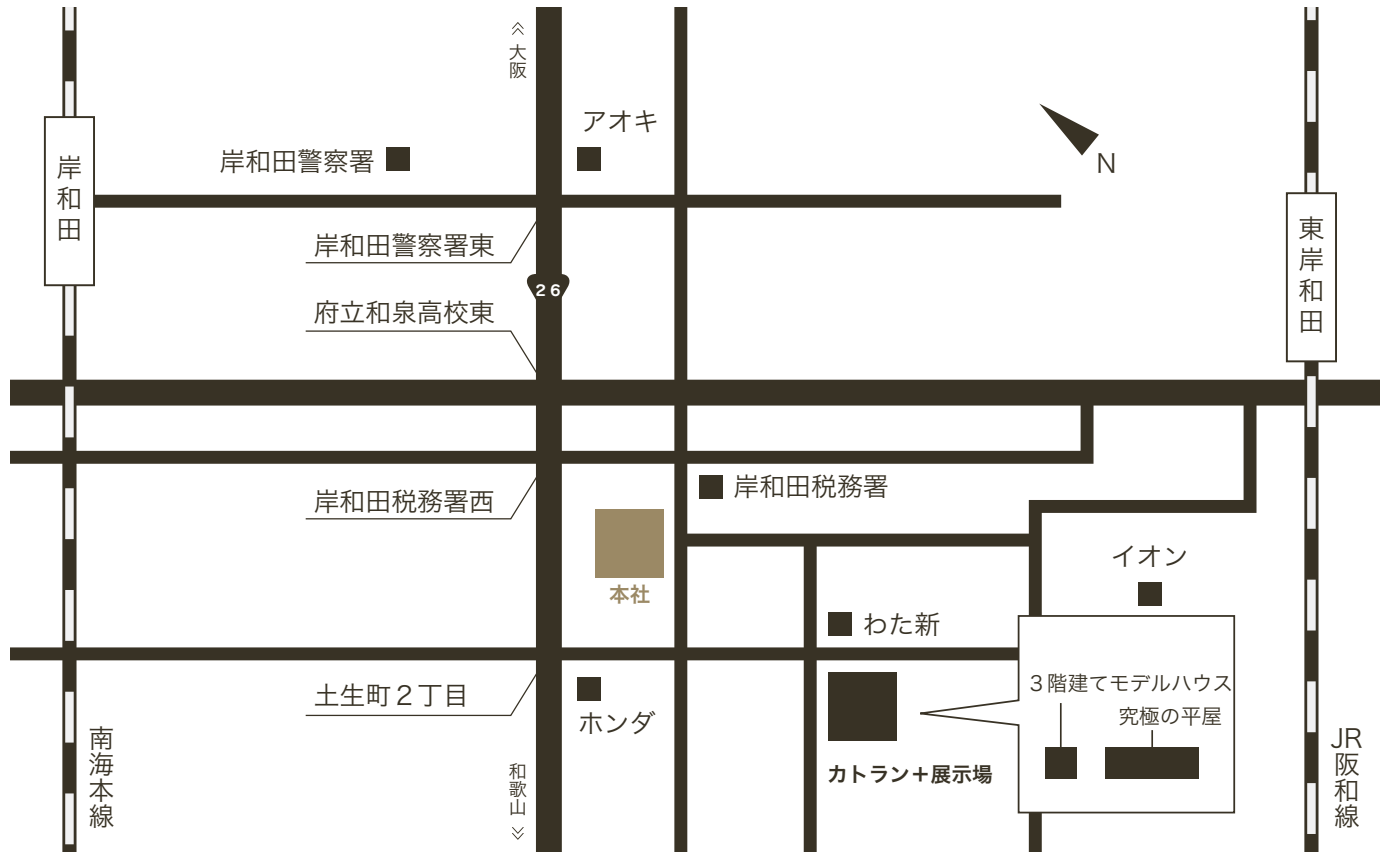 大阪
アオキ
岸和田警察署
N
岸和田
岸和田警察署東
東岸和田
26
府立和泉高校東
岸和田税務署
岸和田税務署西
イオン
本社
わた新
3階建てモデルハウス
土生町2丁目
究極の平屋
ホンダ
南海本線
JR阪和線
和歌山
カトラン+展示場